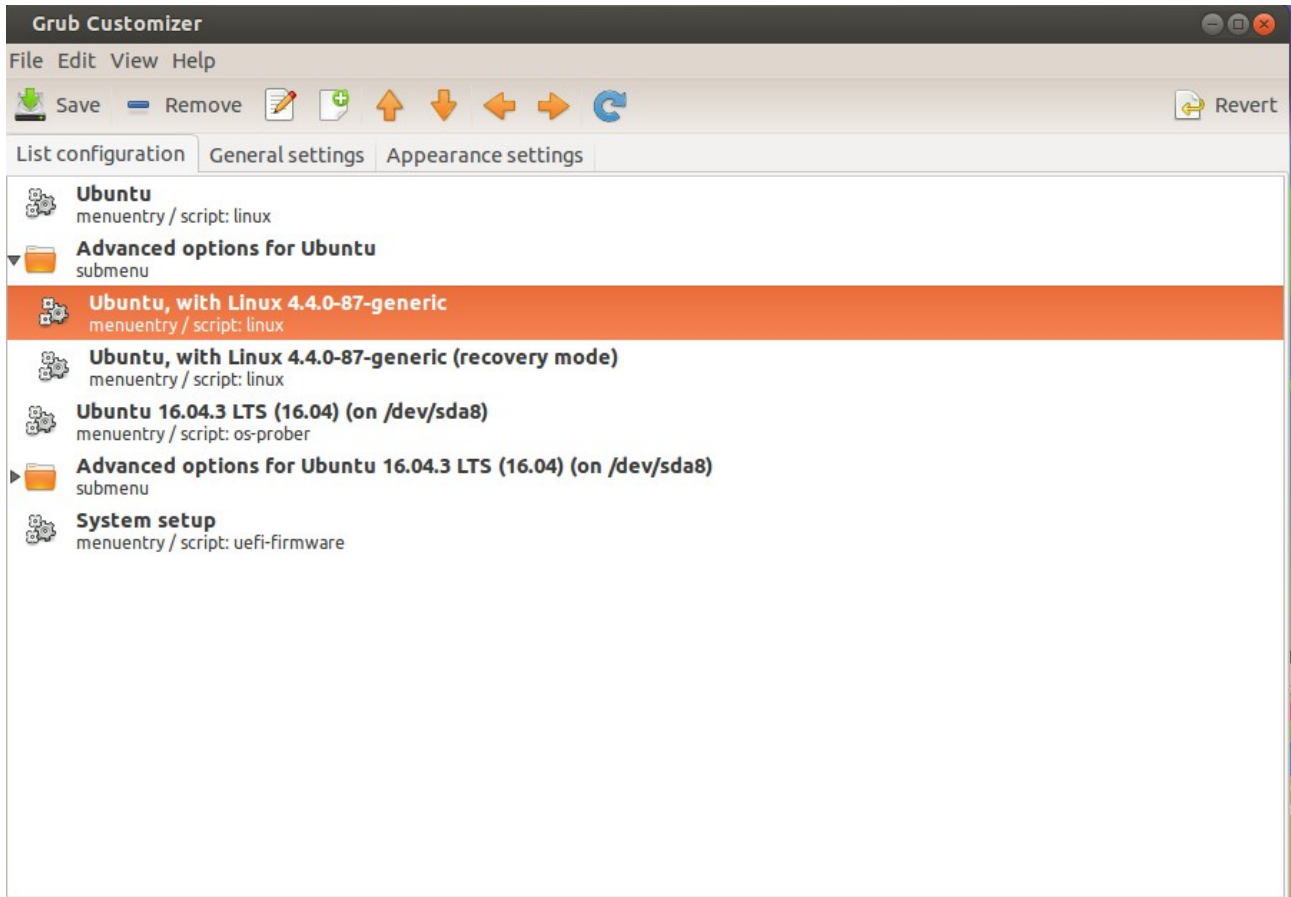 Grub Customizer
File Edit View Help
Save Remove Revert
List configuration General settings Appearance settings
Ubuntu
menuentry / script: linux
Advanced options for Ubuntu
submenu
Ubuntu, with Linux 4.4.0-87-generic
menuentry / script: linux
Ubuntu, with Linux 4.4.0-87-generic (recovery mode)
menuentry / script: linux
Ubuntu 16.04.3 LTS (16.04) (on /dev/sda8)
menuentry / script: os-prober
Advanced options for Ubuntu 16.04.3 LTS (16.04) (on /dev/sda8)
submenu
System setup
menuentry / script: uefi-firmware